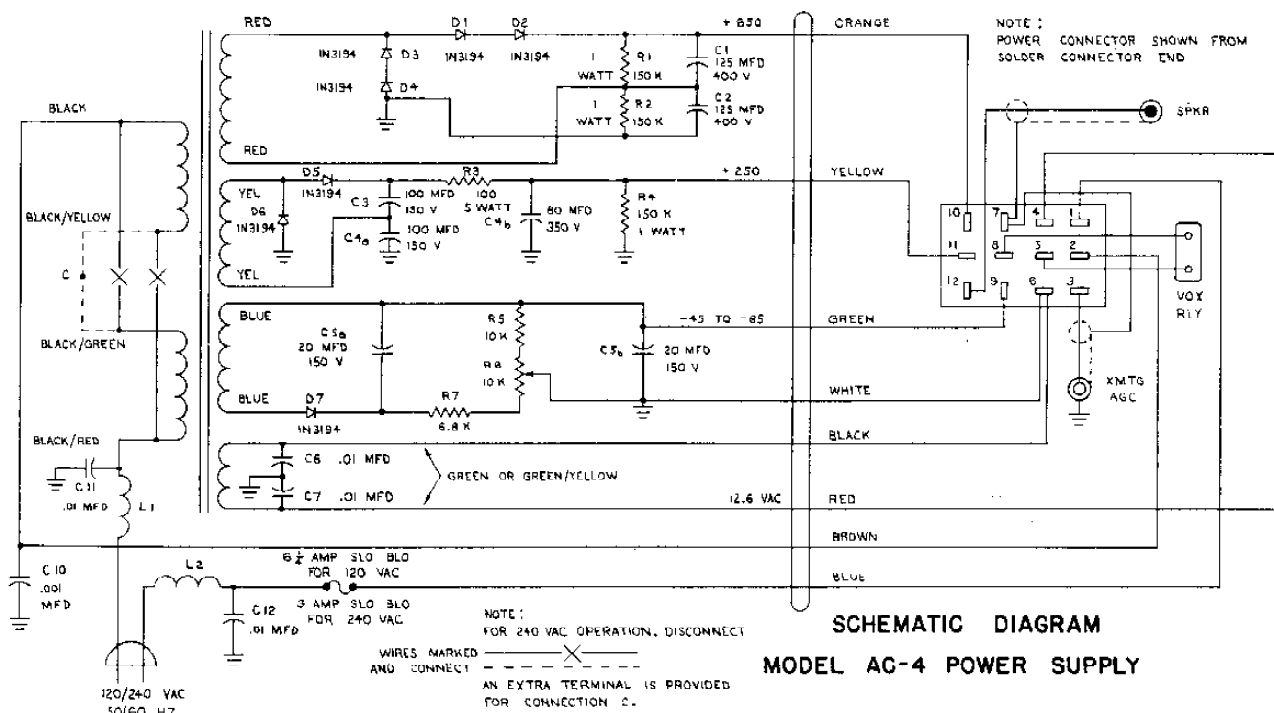 RED
D1
D2
+ 650
ORANGE
NOTE :
POWER CONNECTOR SHOWN FROM
SOLDER CONNECTOR END
1N3194
D3
1N3194
1N3194
1
WATT
R1
150 K
C1
125 MFD
400 V
1N3194
D4
1
WATT
R2
150 K
C2
125 MFD
400 V
BLACK
SPKR
RED
D5
1N3194
R3
100
5 WATT
+250
YELLOW
YEL
D6
1N3194
C3
100 MFD
150 V
C4a
100 MFD
150 V
C4b
80 MFD
350 V
R4
150 K
1 WATT
BLACK/YELLOW
C
YEL
10
7
4
1
11
8
5
2
12
9
6
3
VOX
RLY
BLUE
C5a
20 MFD
150 V
R5
10 K
R8
10 K
C5b
20 MFD
150 V
-45 TO -65
GREEN
BLACK/GREEN
BLUE
D7
1N3194
R7
6.8 K
WHITE
XMTG
AGC
BLACK/RED
C11
.01 MFD
L1
C6 .01 MFD
C7 .01 MFD
GREEN OR GREEN/YELLOW
BLACK
12.6 VAC
RED
BROWN
C10
.001
MFD
L2
C12
.01 MFD
6 1/4 AMP SLO BLO
FOR 120 VAC
3 AMP SLO BLO
FOR 240 VAC
BLUE
NOTE :
FOR 240 VAC OPERATION, DISCONNECT
WIRES MARKED
AND CONNECT
AN EXTRA TERMINAL IS PROVIDED
FOR CONNECTION C.
120/240 VAC
50/60 HZ
SCHEMATIC DIAGRAM
MODEL AC-4 POWER SUPPLY